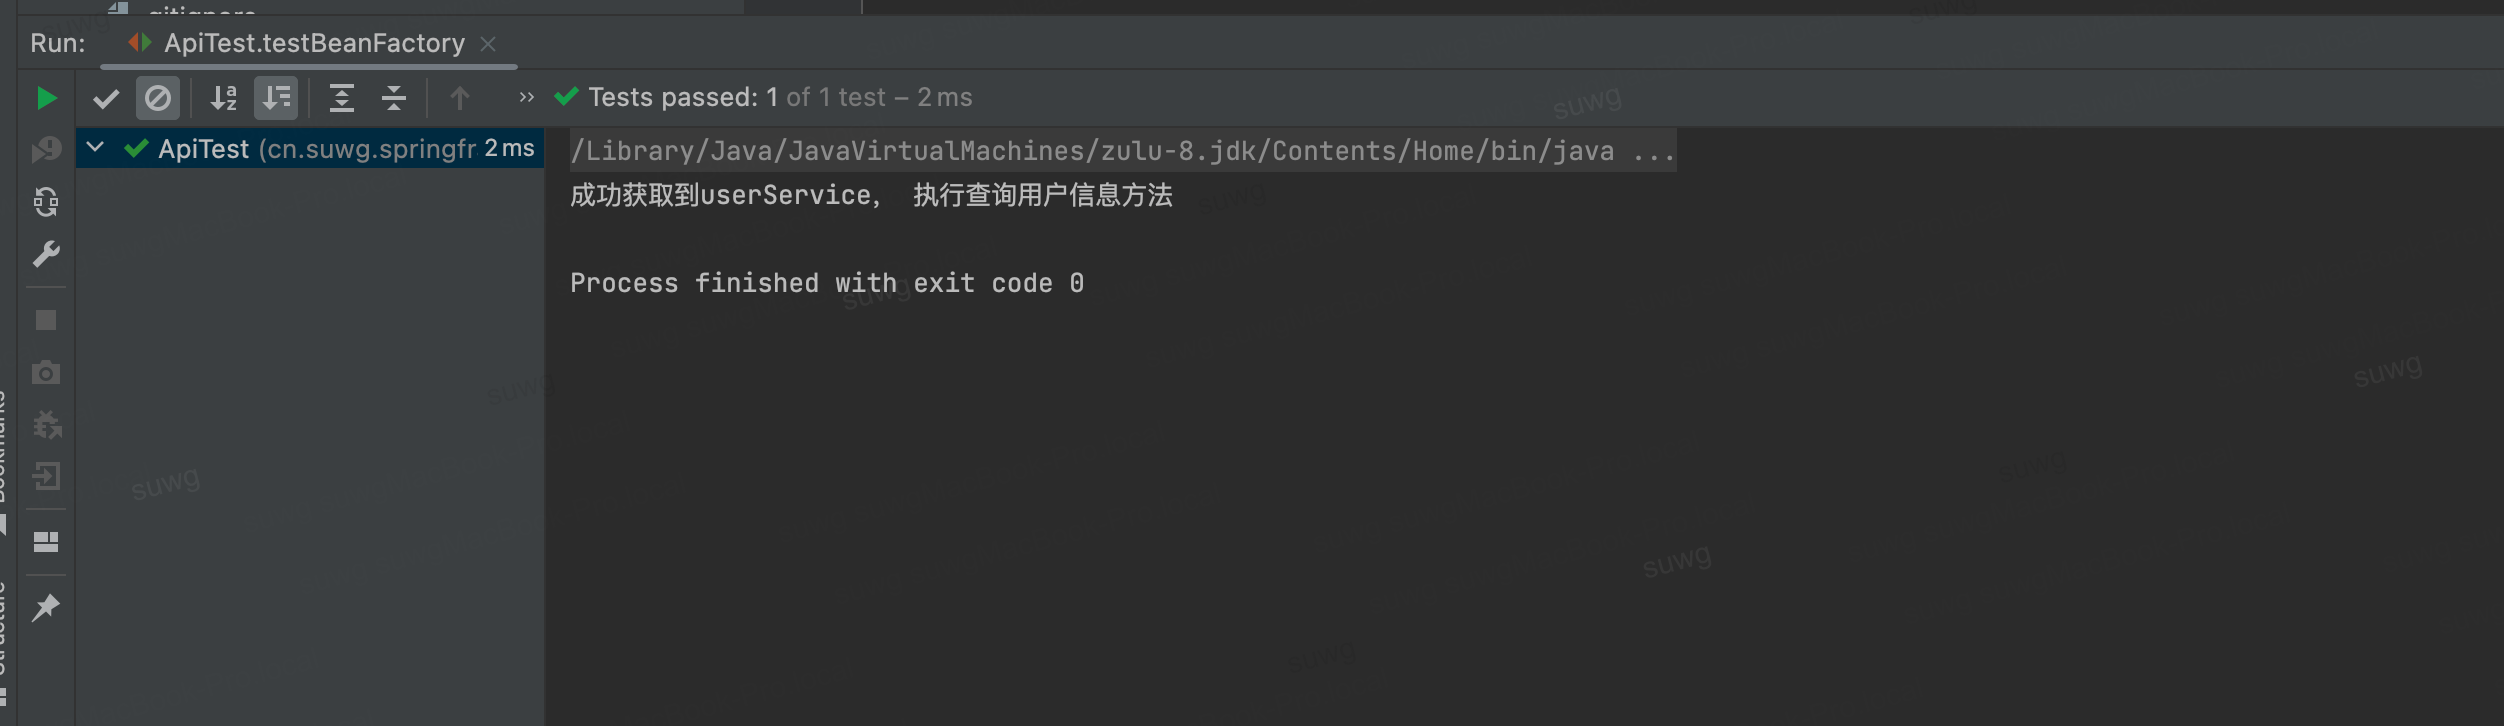 Run: ApiTest.testBeanFactory
Tests passed: 1 of 1 test – 2 ms
ApiTest (cn.suwg.springfr 2 ms
/Library/Java/JavaVirtualMachines/zulu-8.jdk/Contents/Home/bin/java ...
成功获取到userService， 执行查询用户信息方法
Process finished with exit code 0
suwg
suwg
suwg
suwg
suwg
suwg
suwg
suwg
suwg
Bookmarks
Structure